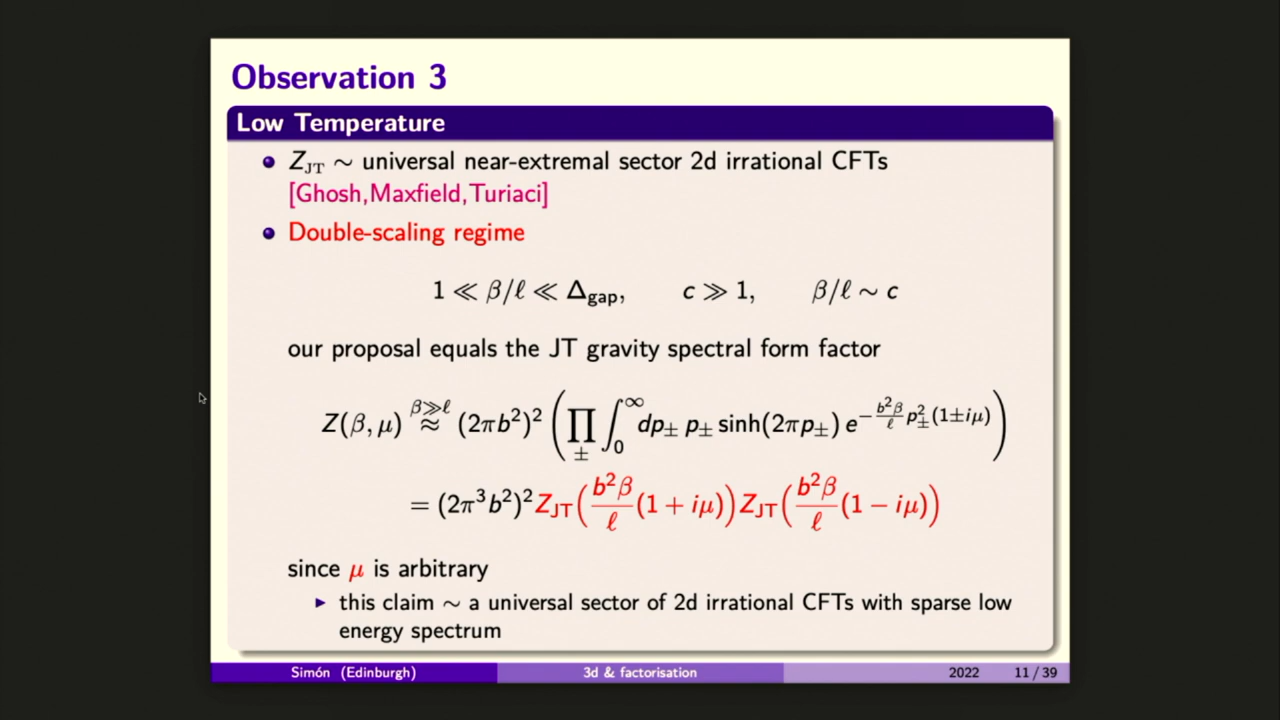 Observation 3
Low Temperature
Z_JT ∼ universal near-extremal sector 2d irrational CFTs
[Ghosh,Maxfield,Turiaci]
Double-scaling regime
1 ≪ β/ℓ ≪ Δ_gap, c ≫ 1, β/ℓ ∼ c
our proposal equals the JT gravity spectral form factor
Z(β, μ) ≈^{β≫ℓ} (2πb²)² (∏_± ∫_0^∞ dp_± p_± sinh(2πp_±) e^{−\frac{b²β}{ℓ} p_±²(1±iμ)})
= (2π³b²)² Z_JT(\frac{b²β}{ℓ}(1 + iμ)) Z_JT(\frac{b²β}{ℓ}(1 − iμ))
since μ is arbitrary
this claim ∼ a universal sector of 2d irrational CFTs with sparse low
energy spectrum
Simón (Edinburgh) 3d & factorisation 2022 11 / 39